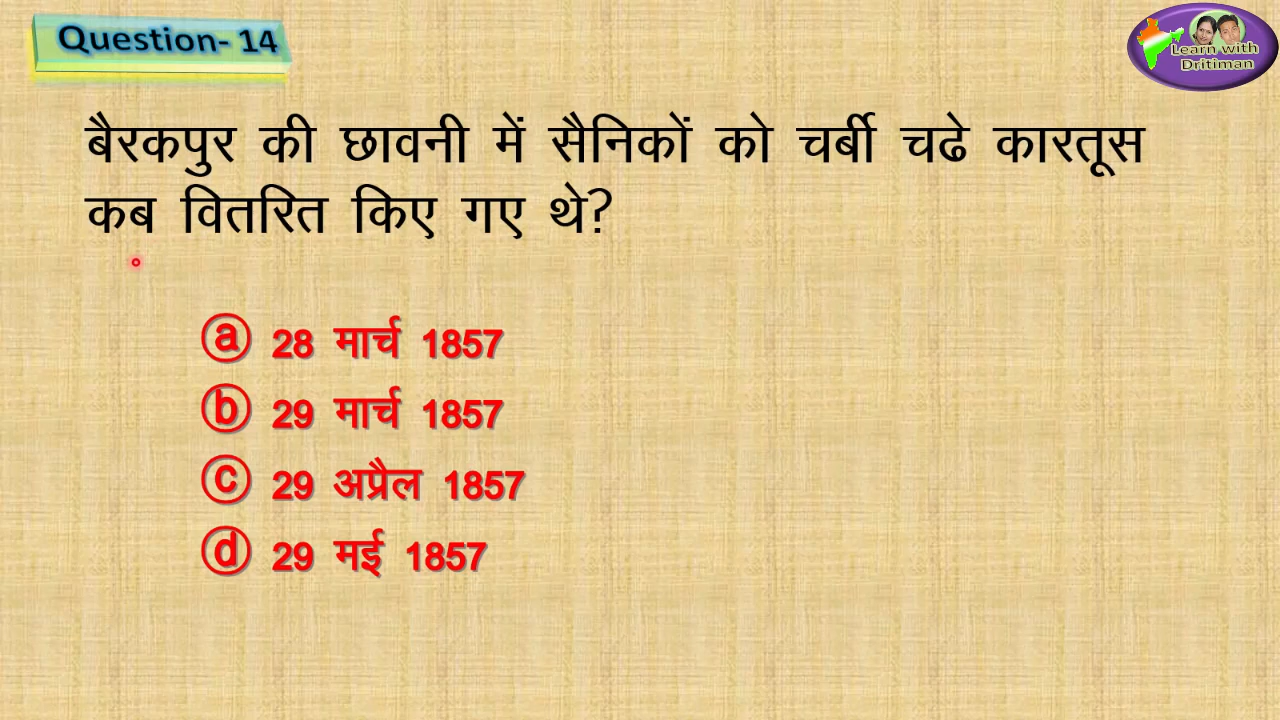 Question- 14
Learn with
Dritiman
बैरकपुर की छावनी में सैनिकों को चर्बी चढे कारतूस
कब वितरित किए गए थे?
ⓐ 28 मार्च 1857
ⓑ 29 मार्च 1857
ⓒ 29 अप्रैल 1857
ⓓ 29 मई 1857